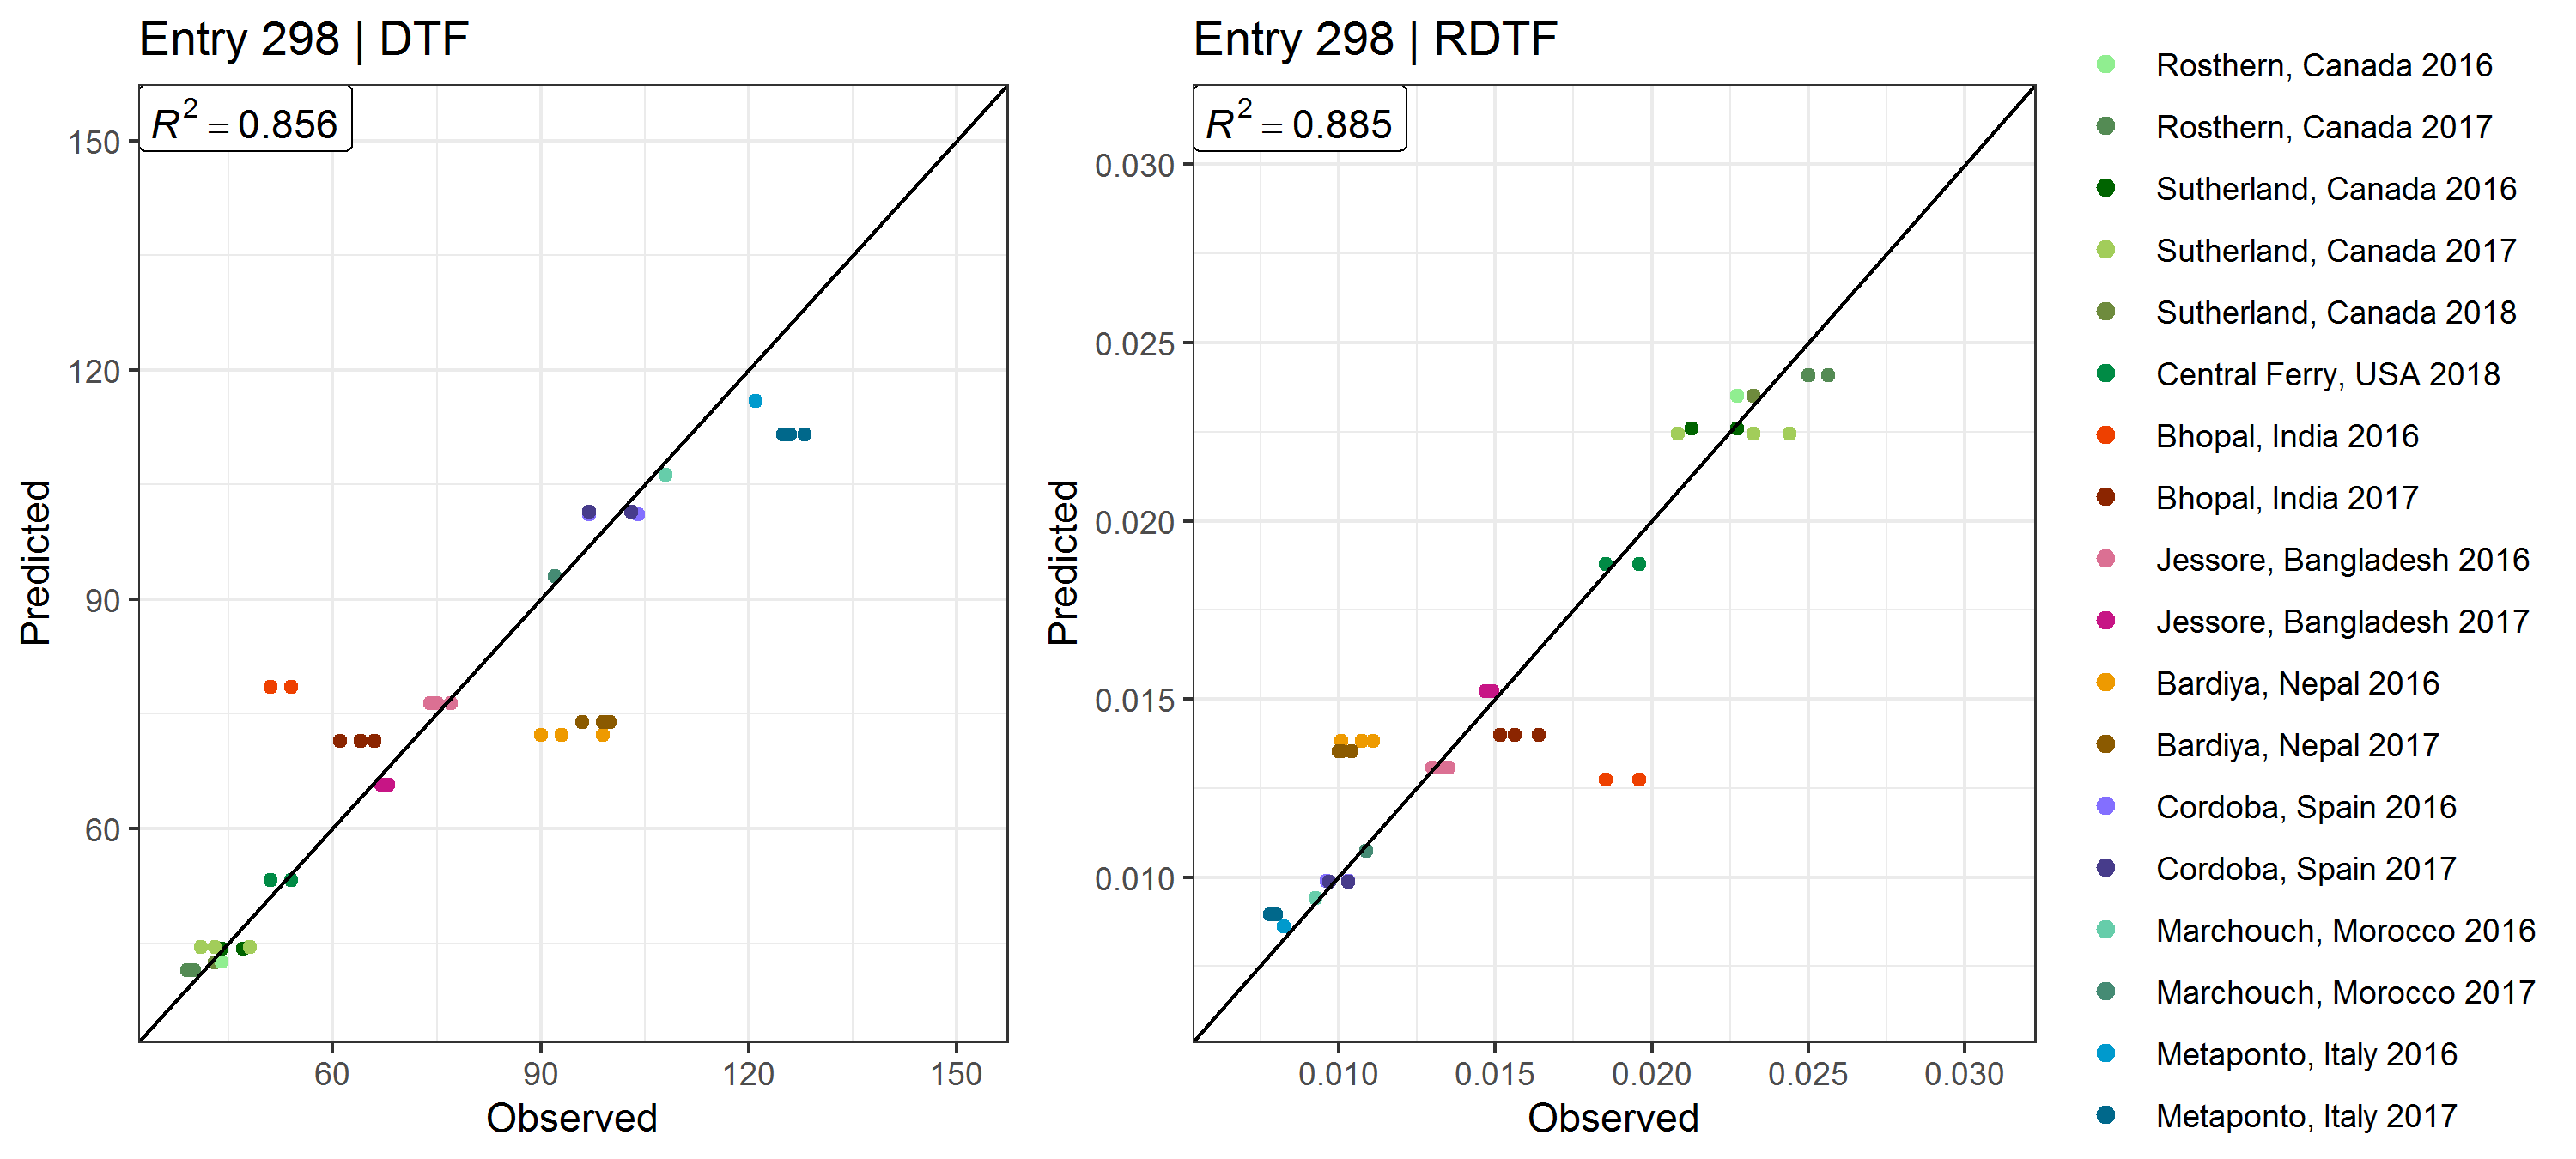 Entry 298 | DTF
R² = 0.856
150
120
90
60
Predicted
60 90 120 150
Observed
Entry 298 | RDTF
R² = 0.885
0.030
0.025
0.020
0.015
0.010
Predicted
0.010 0.015 0.020 0.025 0.030
Observed
Rosthern, Canada 2016
Rosthern, Canada 2017
Sutherland, Canada 2016
Sutherland, Canada 2017
Sutherland, Canada 2018
Central Ferry, USA 2018
Bhopal, India 2016
Bhopal, India 2017
Jessore, Bangladesh 2016
Jessore, Bangladesh 2017
Bardiya, Nepal 2016
Bardiya, Nepal 2017
Cordoba, Spain 2016
Cordoba, Spain 2017
Marchouch, Morocco 2016
Marchouch, Morocco 2017
Metaponto, Italy 2016
Metaponto, Italy 2017